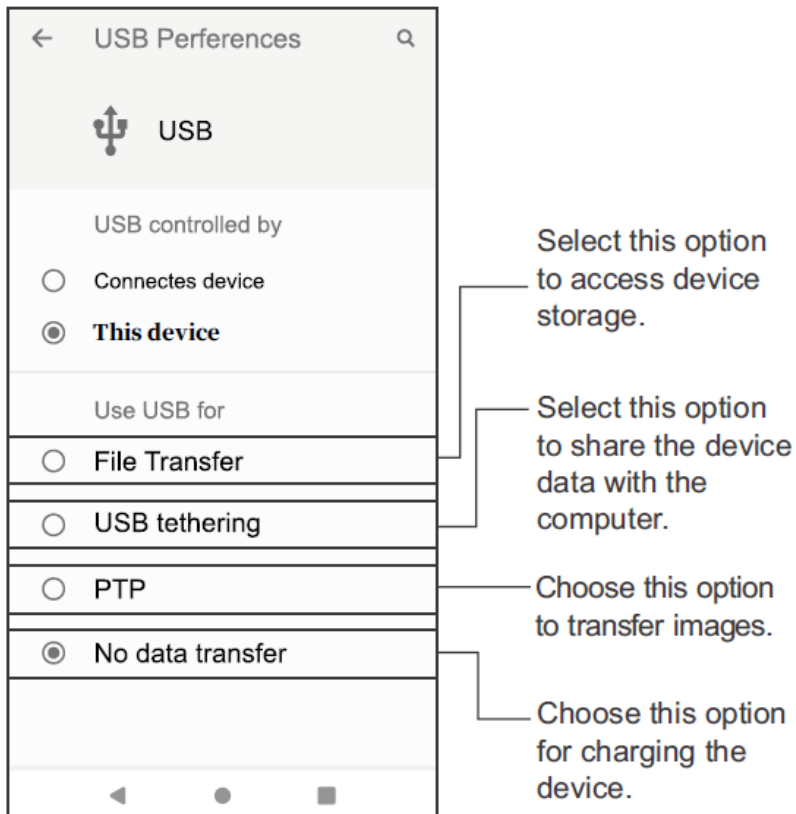 USB Perferences
USB
USB controlled by
Connectes device
This device
Use USB for
File Transfer
USB tethering
PTP
No data transfer
Select this option
to access device
storage.
Select this option
to share the device
data with the
computer.
Choose this option
to transfer images.
Choose this option
for charging the
device.